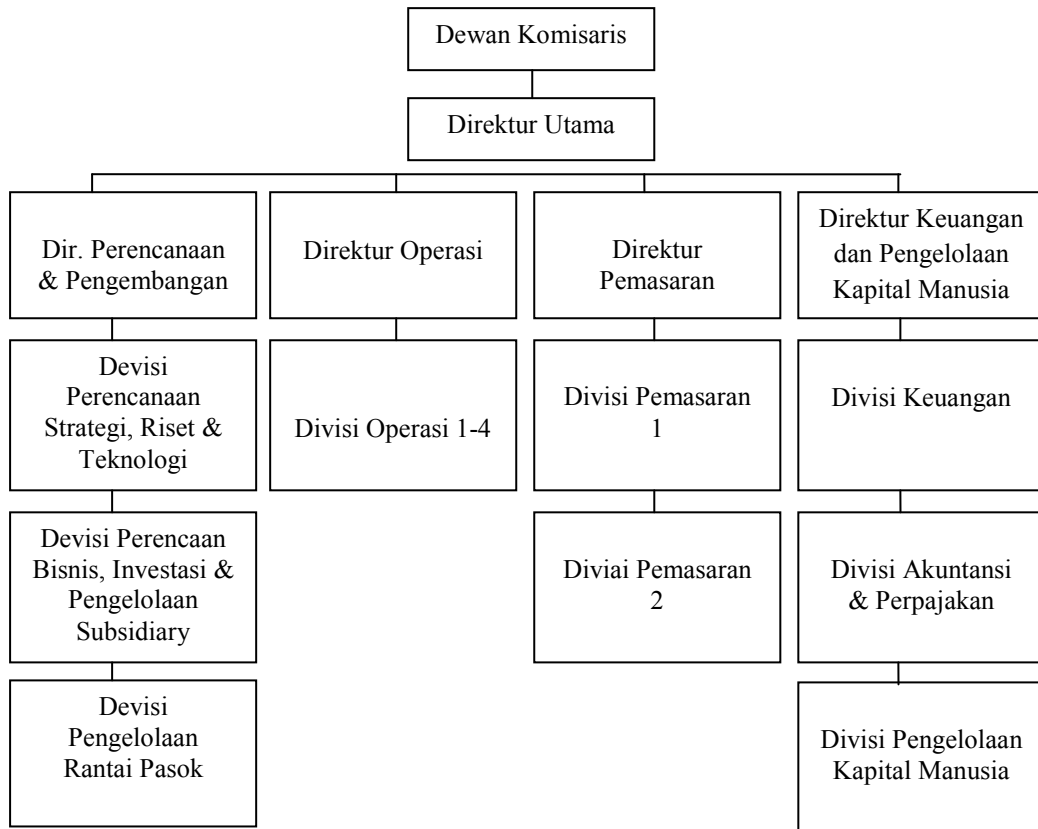 Dewan Komisaris
Direktur Utama
Dir. Perencanaan
& Pengembangan
Direktur Operasi
Direktur
Pemasaran
Direktur Keuangan
dan Pengelolaan
Kapital Manusia
Devisi
Perencanaan
Strategi, Riset &
Teknologi
Divisi Operasi 1-4
Divisi Pemasaran
1
Divisi Keuangan
Devisi Perencaan
Bisnis, Investasi &
Pengelolaan
Subsidiary
Diviai Pemasaran
2
Divisi Akuntansi
& Perpajakan
Devisi
Pengelolaan
Rantai Pasok
Divisi Pengelolaan
Kapital Manusia